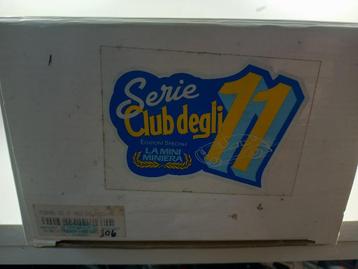 Serie
Club degli 11
EDIZIONI SPECIALI
LA MINI
MINIERA
306